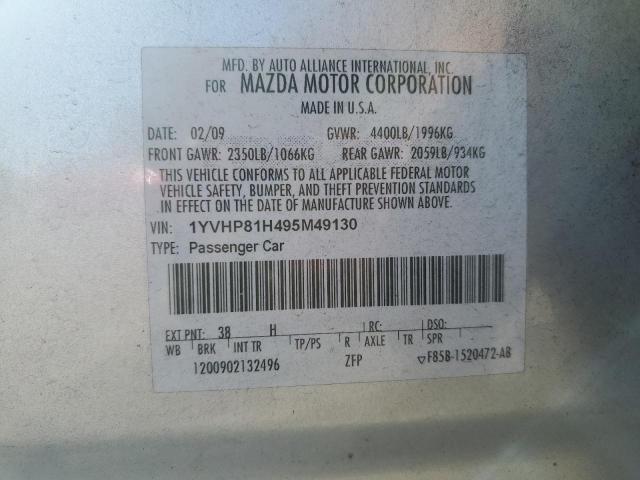 MFD. BY AUTO ALLIANCE INTERNATIONAL, INC.
FOR MAZDA MOTOR CORPORATION
MADE IN U.S.A.
DATE: 02/09 GVWR: 4400LB/1996KG
FRONT GAWR: 2350LB/1066KG REAR GAWR: 2059LB/934KG
THIS VEHICLE CONFORMS TO ALL APPLICABLE FEDERAL MOTOR
VEHICLE SAFETY, BUMPER, AND THEFT PREVENTION STANDARDS
IN EFFECT ON THE DATE OF MANUFACTURE SHOWN ABOVE.
VIN: 1YVHP81H495M49130
TYPE: Passenger Car
EXT PNT: 38 H RC: DSO:
WB BRK INT TR TP/PS R AXLE TR SPR
1200902132496 ZFP F85B-1520472-AB